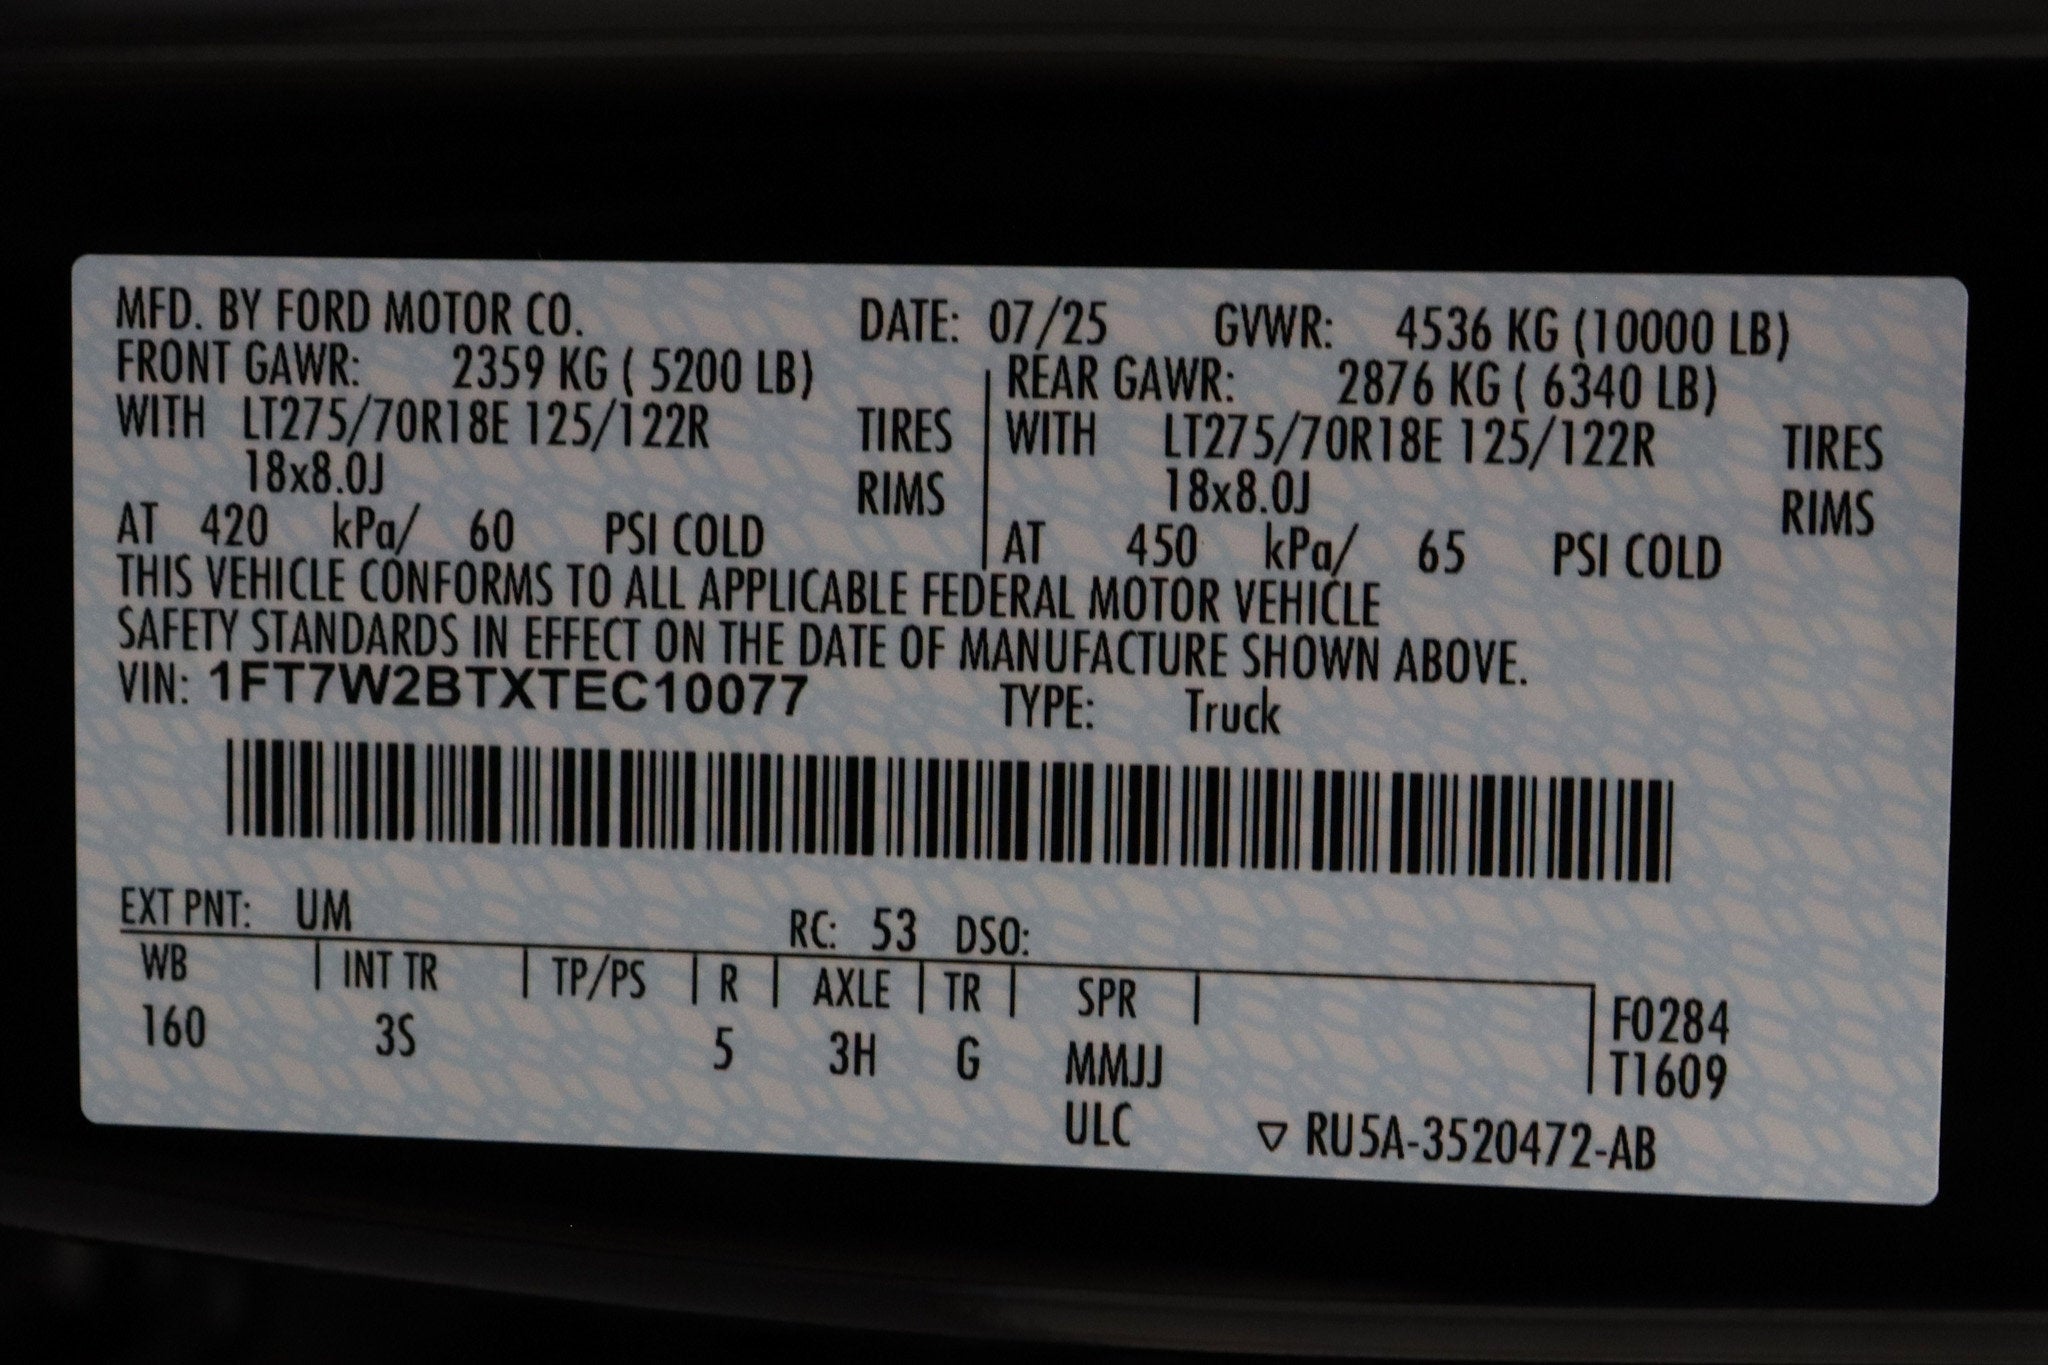 MFD. BY FORD MOTOR CO. DATE: 07/25 GVWR: 4536 KG (10000 LB)
FRONT GAWR: 2359 KG ( 5200 LB) REAR GAWR: 2876 KG ( 6340 LB)
WITH LT275/70R18E 125/122R TIRES WITH LT275/70R18E 125/122R TIRES
18x8.0J RIMS 18x8.0J RIMS
AT 420 kPa/ 60 PSI COLD AT 450 kPa/ 65 PSI COLD
THIS VEHICLE CONFORMS TO ALL APPLICABLE FEDERAL MOTOR VEHICLE
SAFETY STANDARDS IN EFFECT ON THE DATE OF MANUFACTURE SHOWN ABOVE.
VIN: 1FT7W2BTXTEC10077 TYPE: Truck
EXT PNT: UM RC: 53 DSO:
WB INT TR TP/PS R AXLE TR SPR
160 3S 5 3H G MMJJ F0284
ULC T1609
▽ RU5A-3520472-AB